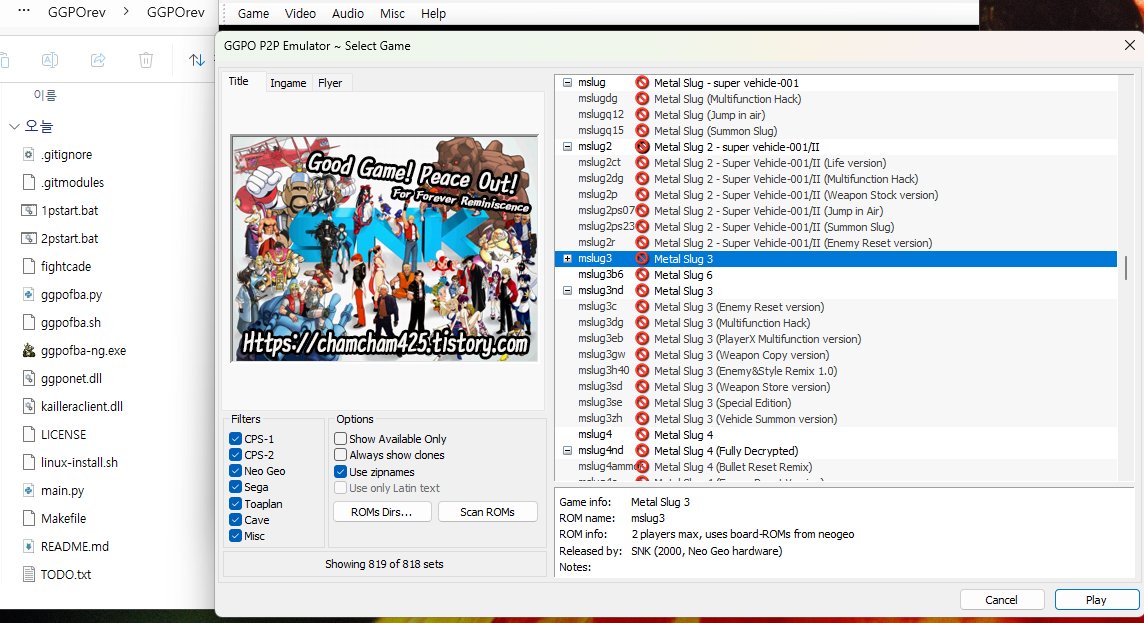 GGPOrev > GGPOrev
Game Video Audio Misc Help
이름
오늘
.gitignore
.gitmodules
1pstart.bat
2pstart.bat
fightcade
ggpofba.py
ggpofba.sh
ggpofba-ng.exe
ggponet.dll
kailleraclient.dll
LICENSE
linux-install.sh
main.py
Makefile
README.md
TODO.txt
GGPO P2P Emulator ~ Select Game
Title Ingame Flyer
Good Game! Peace Out!
For Forever Reminiscence
SNK
Https://chamcham425.tistory.com
Filters
CPS-1
CPS-2
Neo Geo
Sega
Toaplan
Cave
Misc
Options
Show Available Only
Always show clones
Use zipnames
Use only Latin text
ROMs Dirs... Scan ROMs
Showing 819 of 818 sets
mslug Metal Slug - super vehicle-001
mslugdg Metal Slug (Multifunction Hack)
mslugq12 Metal Slug (Jump in air)
mslugq15 Metal Slug (Summon Slug)
mslug2 Metal Slug 2 - super vehicle-001/II
mslug2ct Metal Slug 2 - Super Vehicle-001/II (Life version)
mslug2dg Metal Slug 2 - Super Vehicle-001/II (Multifunction Hack)
mslug2p Metal Slug 2 - Super Vehicle-001/II (Weapon Stock version)
mslug2ps07 Metal Slug 2 - Super Vehicle-001/II (Jump in Air)
mslug2ps23 Metal Slug 2 - Super Vehicle-001/II (Summon Slug)
mslug2r Metal Slug 2 - Super Vehicle-001/II (Enemy Reset version)
mslug3 Metal Slug 3
mslug3b6 Metal Slug 6
mslug3nd Metal Slug 3
mslug3c Metal Slug 3 (Enemy Reset version)
mslug3dg Metal Slug 3 (Multifunction Hack)
mslug3eb Metal Slug 3 (PlayerX Multifunction version)
mslug3gw Metal Slug 3 (Weapon Copy version)
mslug3h40 Metal Slug 3 (Enemy&Style Remix 1.0)
mslug3sd Metal Slug 3 (Weapon Store version)
mslug3se Metal Slug 3 (Special Edition)
mslug3zh Metal Slug 3 (Vehicle Summon version)
mslug4 Metal Slug 4
mslug4nd Metal Slug 4 (Fully Decrypted)
Metal Slug 4 (Bullet Reset Remix)
Game info: Metal Slug 3
ROM name: mslug3
ROM info: 2 players max, uses board-ROMs from neogeo
Released by: SNK (2000, Neo Geo hardware)
Notes:
Cancel Play